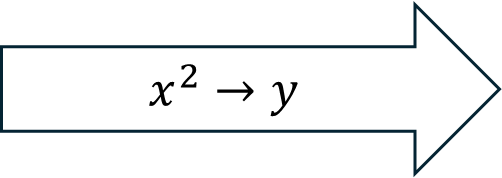 x² → y